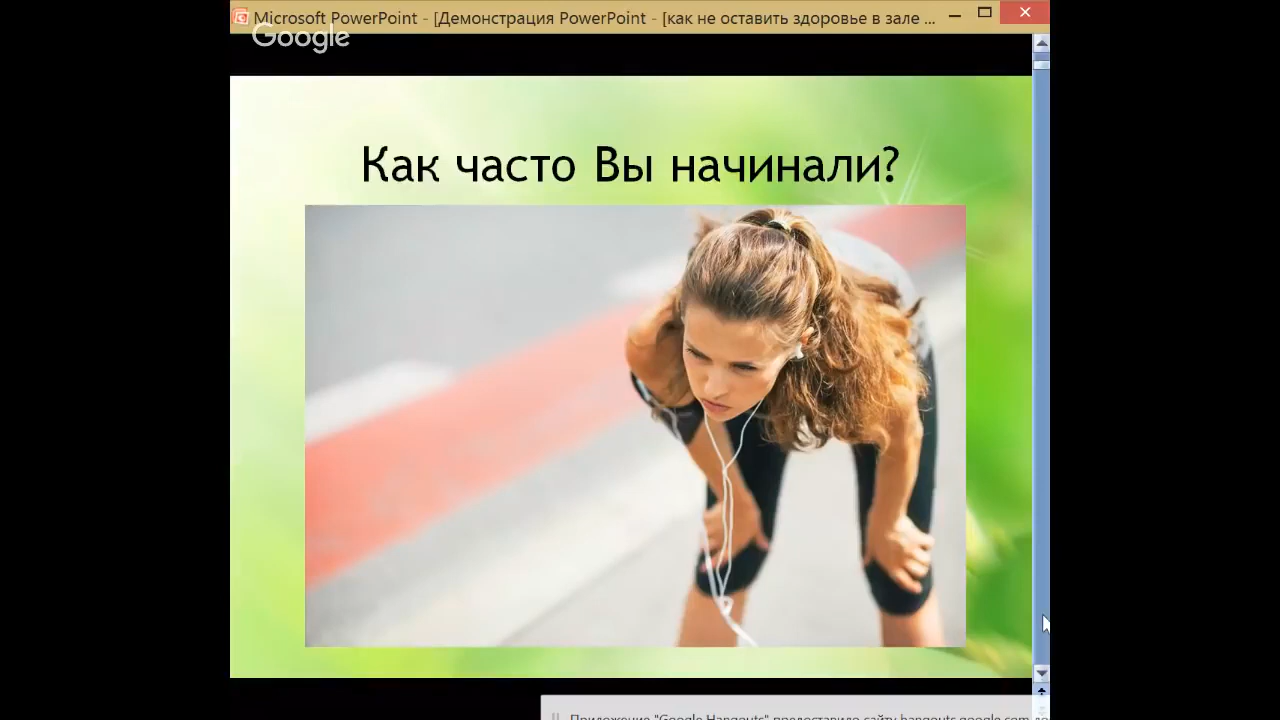 Microsoft PowerPoint - [Демонстрация PowerPoint - [как не оставить здоровье в зале ...
Google
Как часто Вы начинали?
Приложение "Google Hangouts" предоставило сайту hangouts.google.com до